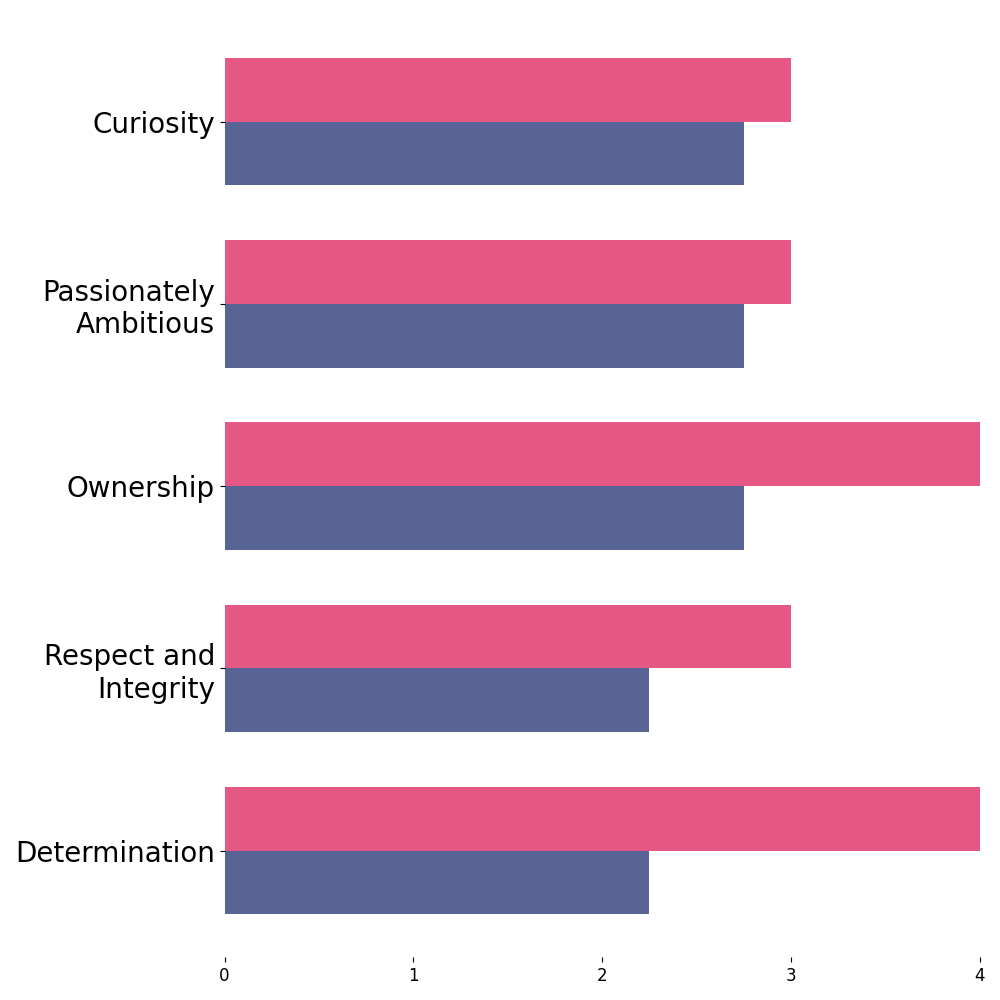 Curiosity
Passionately
Ambitious
Ownership
Respect and
Integrity
Determination
0 1 2 3 4